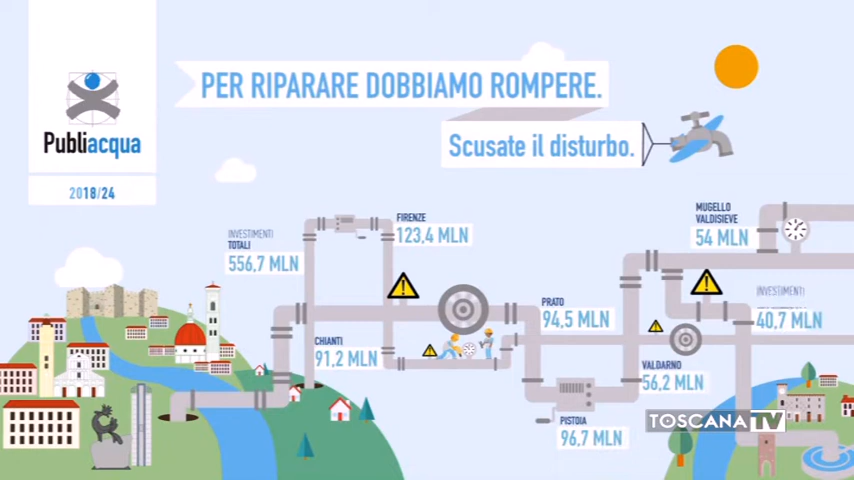 PER RIPARARE DOBBIAMO ROMPERE.
Scusate il disturbo.
Publiacqua
2018/24
INVESTIMENTI
TOTALI
556,7 MLN
FIRENZE
123,4 MLN
CHIANTI
91,2 MLN
PRATO
94,5 MLN
PISTOIA
96,7 MLN
VALDARNO
56,2 MLN
MUGELLO
VALDISIEVE
54 MLN
INVESTIMENTI
40,7 MLN
TOSCANA TV